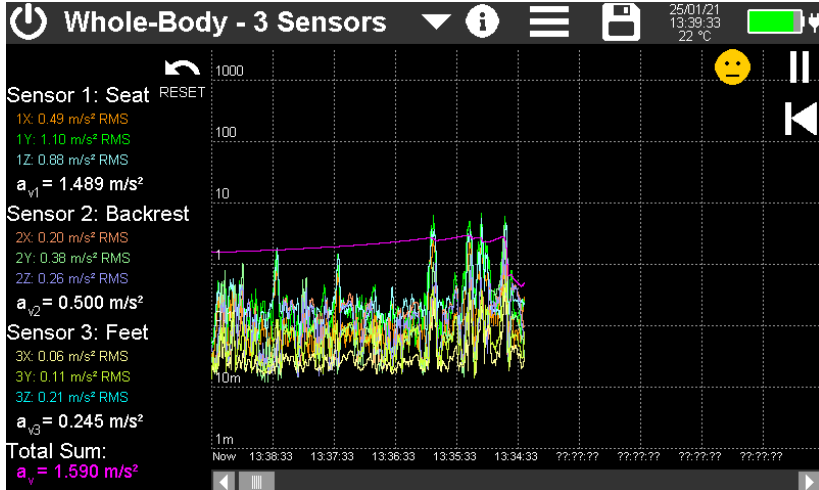 Whole-Body - 3 Sensors
25/01/21
13:39:33
22 °C
RESET
Sensor 1: Seat
1X: 0.49 m/s² RMS
1Y: 1.10 m/s² RMS
1Z: 0.88 m/s² RMS
av1= 1.489 m/s²
Sensor 2: Backrest
2X: 0.20 m/s² RMS
2Y: 0.38 m/s² RMS
2Z: 0.26 m/s² RMS
av2= 0.500 m/s²
Sensor 3: Feet
3X: 0.06 m/s² RMS
3Y: 0.11 m/s² RMS
3Z: 0.21 m/s² RMS
av3= 0.245 m/s²
Total Sum:
av= 1.590 m/s²
1000
100
10
1
10m
1m
Now 13:38:33 13:37:33 13:36:33 13:35:33 13:34:33 ??:??:?? ??:??:?? ??:??:?? ??:??:??